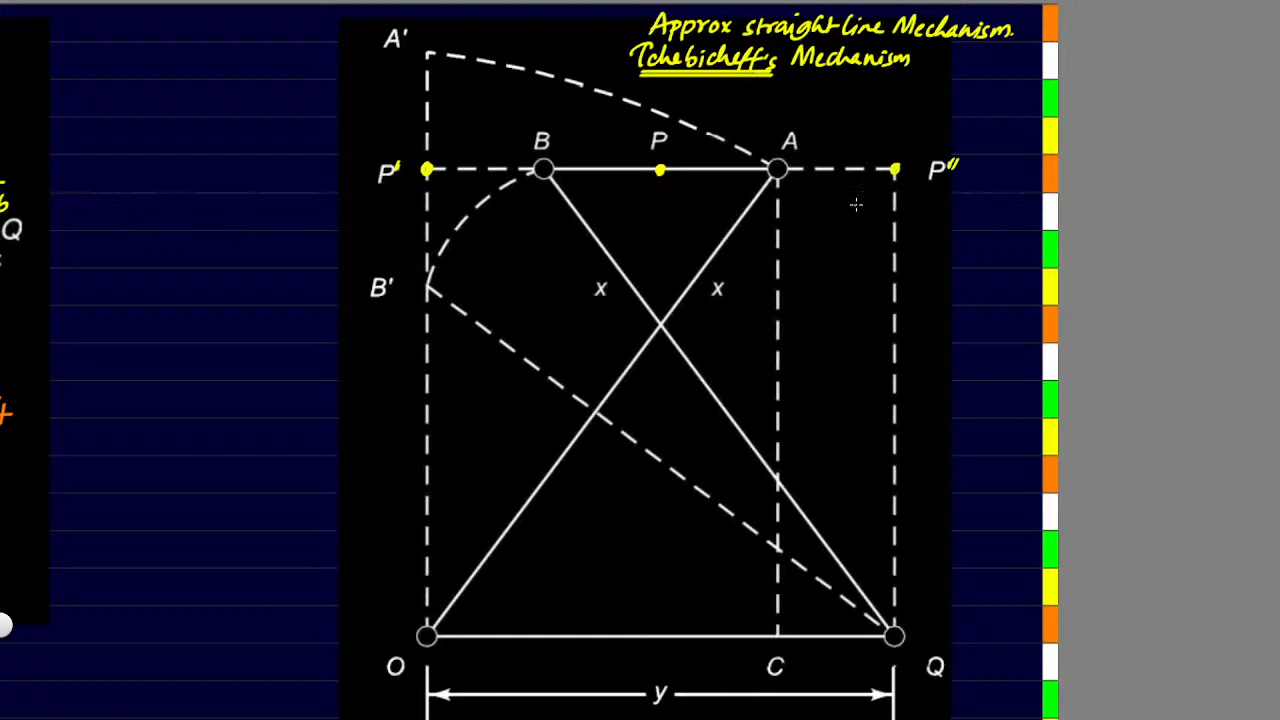 Approx straight line Mechanism.
Tchebicheff's Mechanism
A'
B P A
P' P"
Q
B' x x
O C Q
y